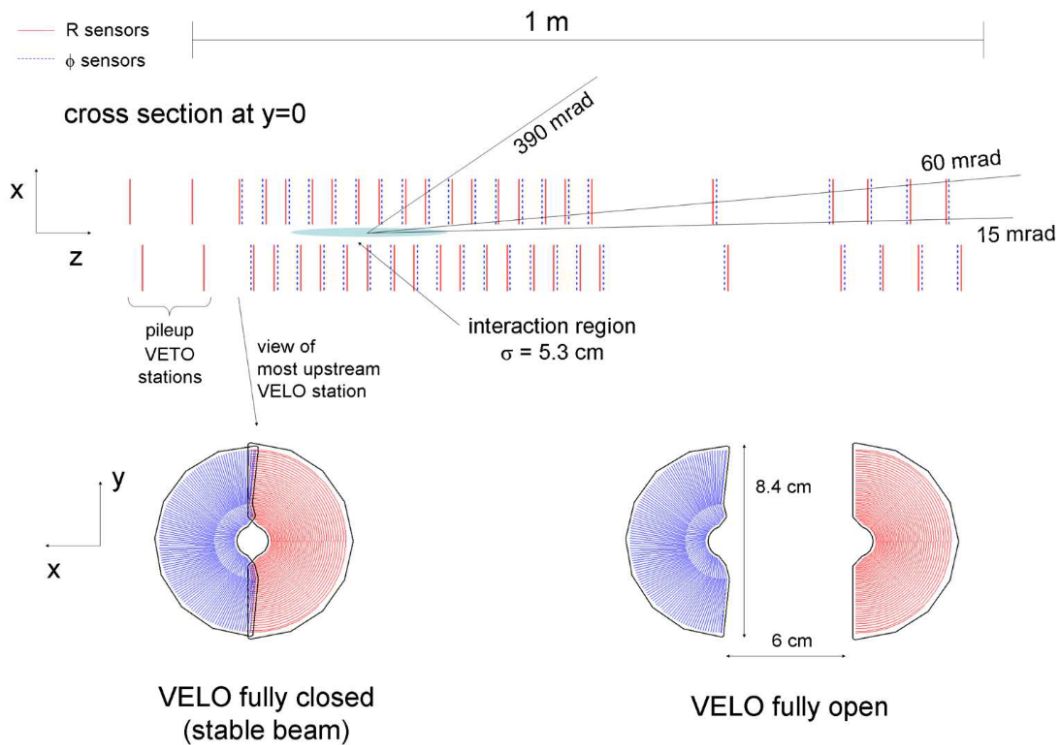 1 m
R sensors
ϕ sensors
cross section at y=0
390 mrad
60 mrad
15 mrad
x
z
pileup
VETO
stations
view of
most upstream
VELO station
interaction region
σ = 5.3 cm
y
x
8.4 cm
6 cm
VELO fully closed
(stable beam)
VELO fully open